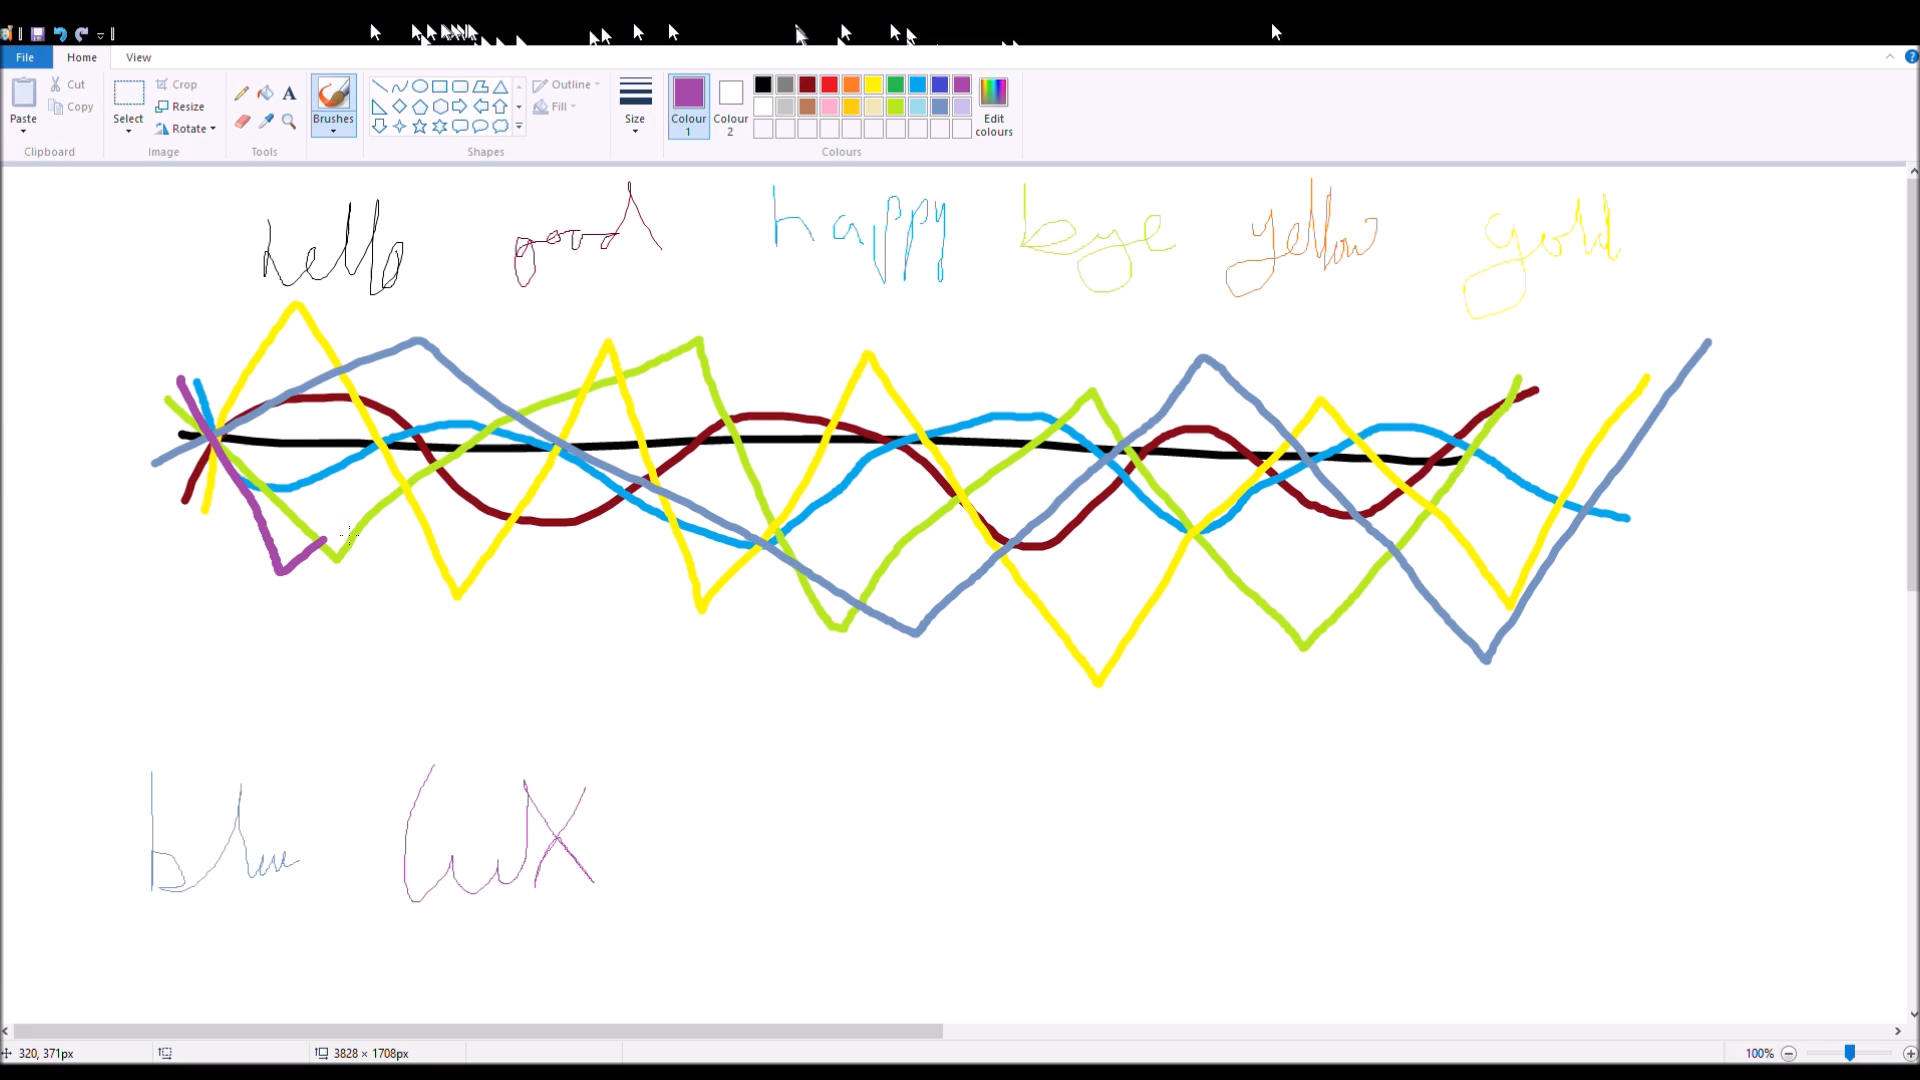 File Home View
Paste Cut Copy Select Crop Resize Rotate Brushes Outline Fill Size Colour 1 Colour 2 Edit colours
Clipboard Image Tools Shapes Colours
hello good happy bye yellow gold
blue
320, 371px 3828 × 1708px 100%